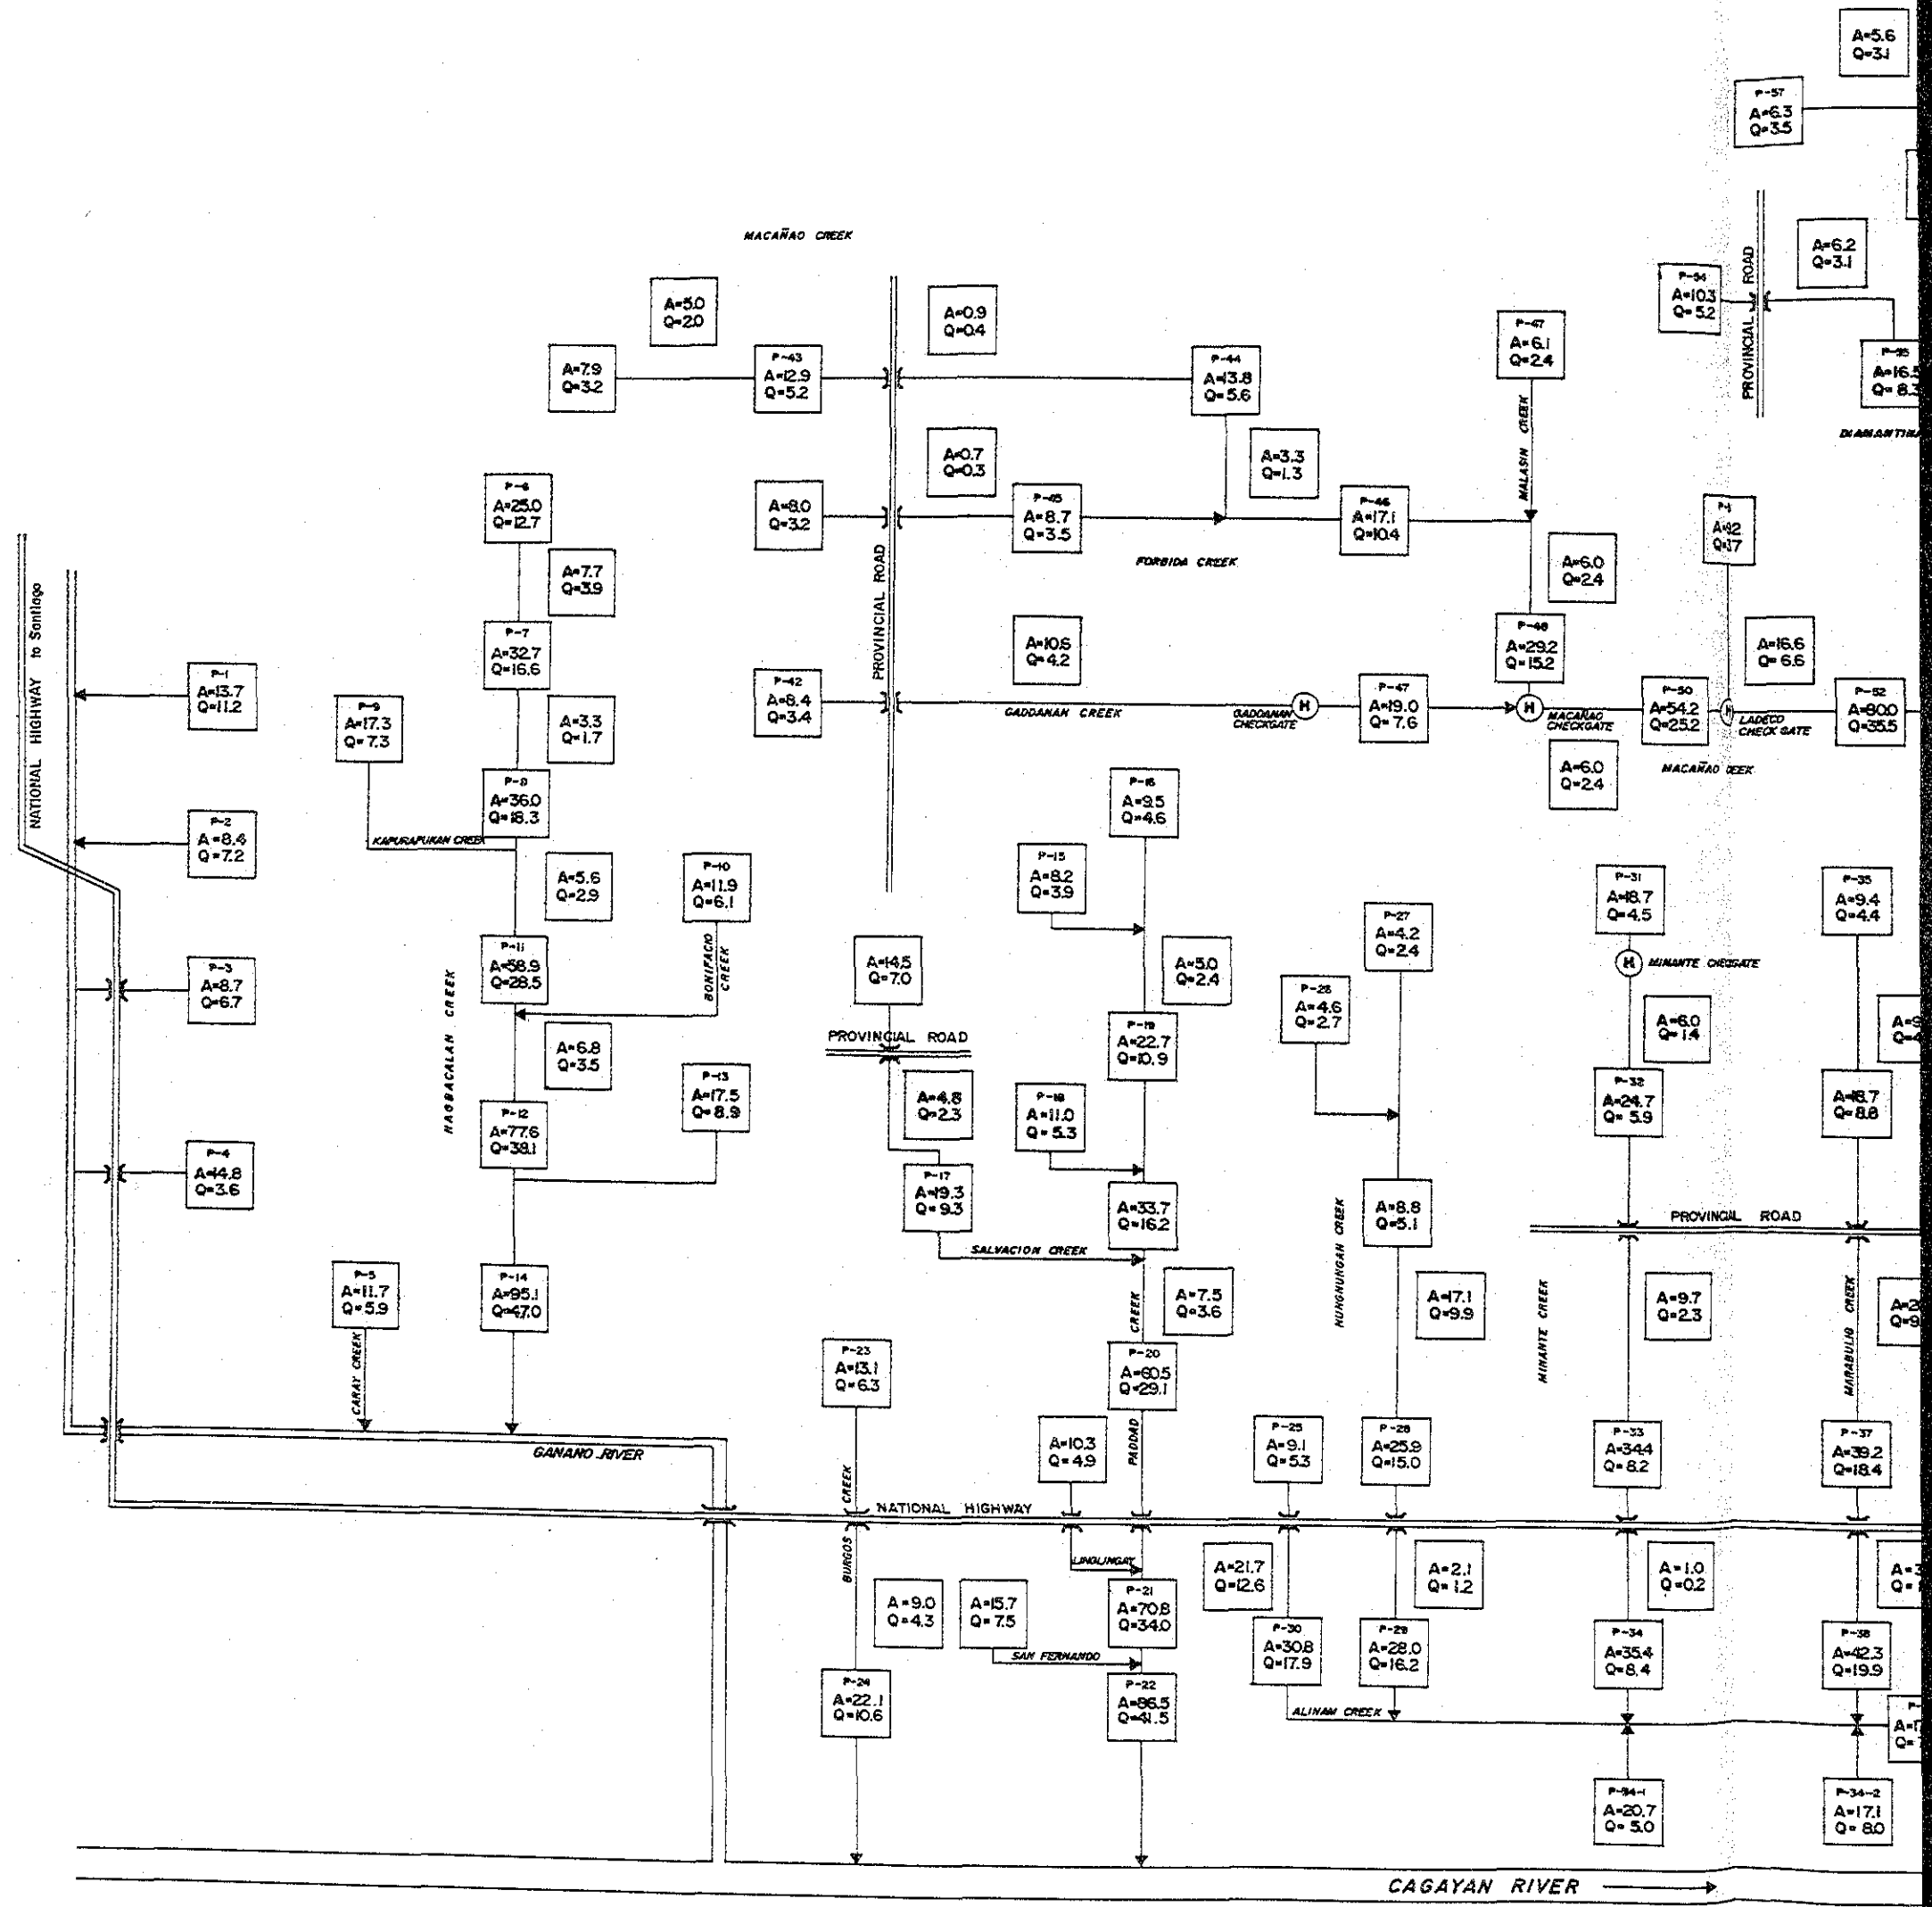 A=5.6
Q=3.1
P-57
A=6.3
Q=3.5
MACAÑAO CREEK
PROVINCIAL ROAD
A=6.2
Q=3.1
P-54
A=10.3
Q=5.2
A=5.0
Q=2.0
A=0.9
Q=0.4
P-47
A=6.1
Q=2.4
A=7.9
Q=3.2
P-43
A=12.9
Q=5.2
P-44
A=13.8
Q=5.6
A=16.5
Q=8.3
MALASIN CREEK
DIAMANTINA
A=0.7
Q=0.3
A=3.3
Q=1.3
P-6
A=25.0
Q=12.7
A=8.0
Q=3.2
P-45
A=8.7
Q=3.5
P-46
A=17.1
Q=10.4
FORBIDA CREEK
PROVINCIAL ROAD
A=7.7
Q=3.9
A=6.0
Q=2.4
NATIONAL HIGHWAY to Santiago
P-7
A=32.7
Q=16.6
A=10.6
Q=4.2
P-48
A=29.2
Q=15.2
A=16.6
Q=6.6
P-1
A=13.7
Q=11.2
P-9
A=17.3
Q=7.3
A=3.3
Q=1.7
P-42
A=8.4
Q=3.4
GADDANAN CREEK
H
GADDANAN
CHECKGATE
P-47
A=19.0
Q=7.6
H
MACAÑAO
CHECKGATE
P-50
A=54.2
Q=25.2
H
LADECO
CHECK GATE
P-52
A=80.0
Q=35.5
A=6.0
Q=2.4
P-8
A=36.0
Q=18.3
P-16
A=9.5
Q=4.6
P-2
A=8.4
Q=7.2
KAPURAPUKAN CREEK
A=5.6
Q=2.9
P-10
A=11.9
Q=6.1
P-15
A=8.2
Q=3.9
P-31
A=18.7
Q=4.5
P-35
A=9.4
Q=4.4
P-27
A=4.2
Q=2.4
H
P-11
A=58.9
Q=28.5
BONIFACIO
CREEK
A=14.5
Q=7.0
A=5.0
Q=2.4
P-3
A=8.7
Q=6.7
P-28
A=4.6
Q=2.7
A=6.0
Q=1.4
HAGBACALAN CREEK
A=6.8
Q=3.5
PROVINCIAL ROAD
P-19
A=22.7
Q=10.9
P-13
A=17.5
Q=8.9
A=4.8
Q=2.3
P-18
A=11.0
Q=5.3
P-32
A=24.7
Q=5.9
A=18.7
Q=8.8
P-12
A=77.6
Q=38.1
P-4
A=14.8
Q=3.6
P-17
A=19.3
Q=9.3
A=33.7
Q=16.2
A=8.8
Q=5.1
PROVINCIAL ROAD
SALVACION CREEK
NUNGNUNGAN CREEK
P-5
A=11.7
Q=5.9
P-14
A=95.1
Q=47.0
A=7.5
Q=3.6
A=17.1
Q=9.9
A=9.7
Q=2.3
CARAY CREEK
P-23
A=13.1
Q=6.3
PADDAD CREEK
P-20
A=60.5
Q=29.1
MINANTE CREEK
MARABULIG CREEK
GANANO RIVER
A=10.3
Q=4.9
P-25
A=9.1
Q=5.3
P-28
A=25.9
Q=15.0
P-33
A=34.4
Q=8.2
P-37
A=39.2
Q=18.4
BURGOS CREEK
NATIONAL HIGHWAY
LINGLINGAY
A=9.0
Q=4.3
A=15.7
Q=7.5
P-21
A=70.8
Q=34.0
A=21.7
Q=12.6
A=2.1
Q=1.2
A=1.0
Q=0.2
P-30
A=30.8
Q=17.9
P-29
A=28.0
Q=16.2
P-34
A=35.4
Q=8.4
P-38
A=42.3
Q=19.9
SAN FERNANDO
P-24
A=22.1
Q=10.6
P-22
A=86.5
Q=41.5
ALINAM CREEK
P-34-1
A=20.7
Q=5.0
P-34-2
A=17.1
Q=8.0
CAGAYAN RIVER